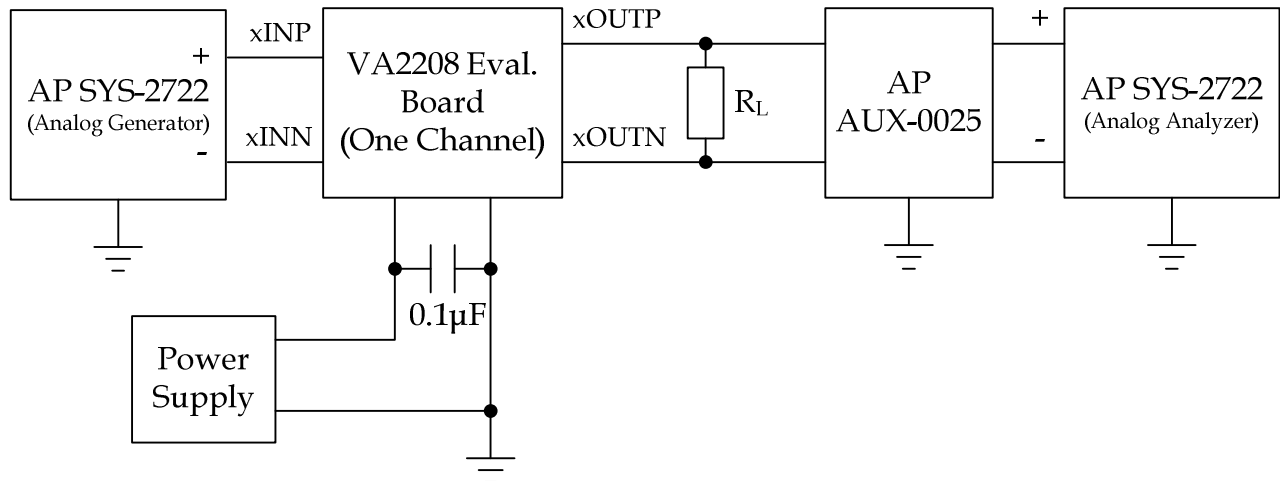 AP SYS-2722
(Analog Generator)
+
-
xINP
xINN
VA2208 Eval.
Board
(One Channel)
xOUTP
xOUTN
RL
AP
AUX-0025
+
-
AP SYS-2722
(Analog Analyzer)
0.1µF
Power
Supply